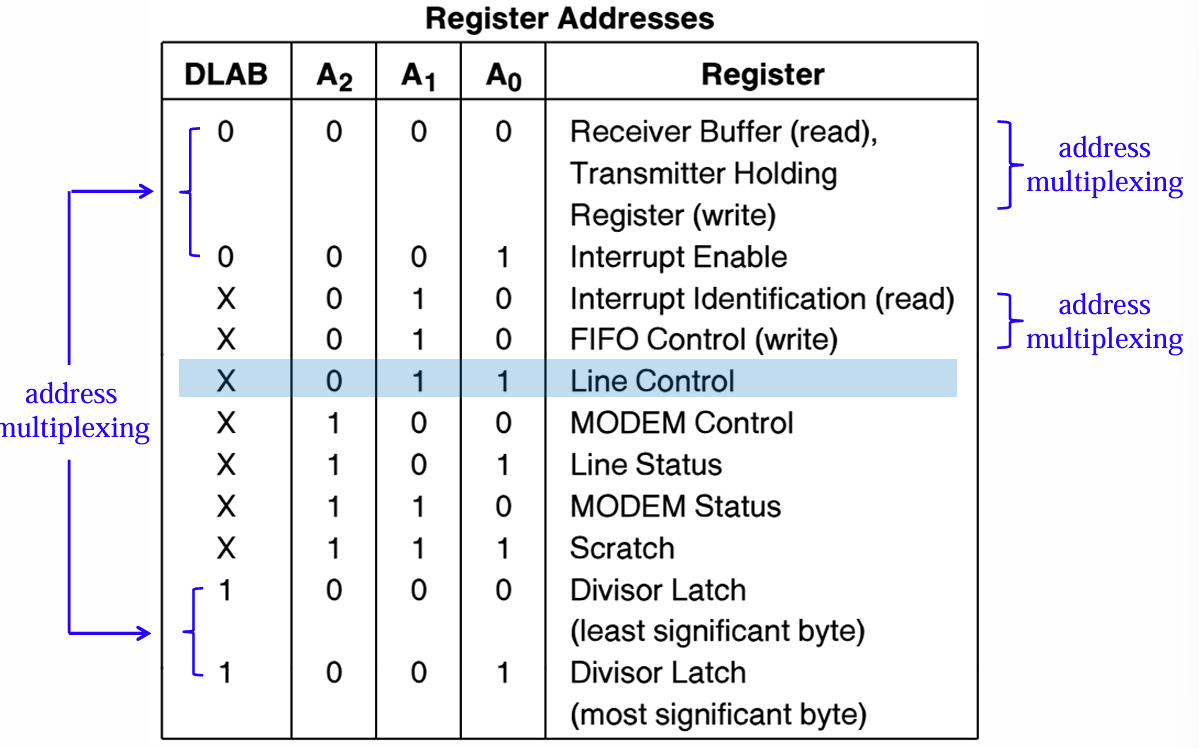 Register Addresses
DLAB A2 A1 A0 Register
0 0 0 0 Receiver Buffer (read),
Transmitter Holding
Register (write)
0 0 0 1 Interrupt Enable
X 0 1 0 Interrupt Identification (read)
X 0 1 0 FIFO Control (write)
X 0 1 1 Line Control
X 1 0 0 MODEM Control
X 1 0 1 Line Status
X 1 1 0 MODEM Status
X 1 1 1 Scratch
1 0 0 0 Divisor Latch
(least significant byte)
1 0 0 1 Divisor Latch
(most significant byte)
address
multiplexing
address
multiplexing
address
multiplexing